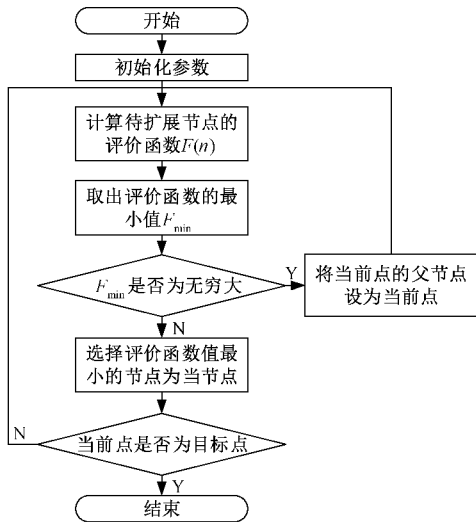 开始
初始化参数
计算待扩展节点的
评价函数F(n)
取出评价函数的最
小值Fmin
Fmin是否为无穷大
Y
将当前点的父节点
设为当前点
N
选择评价函数值最
小的节点为当节点
N
当前点是否为目标点
Y
结束